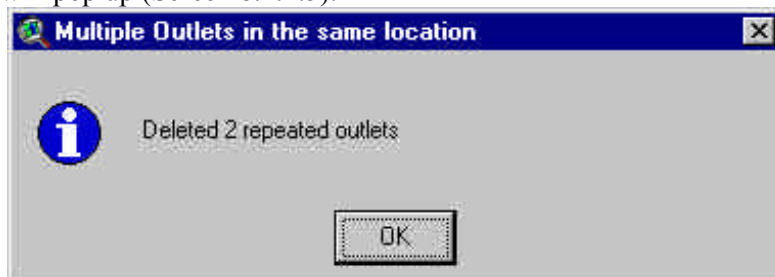 Multiple Outlets in the same location
Deleted 2 repeated outlets
OK